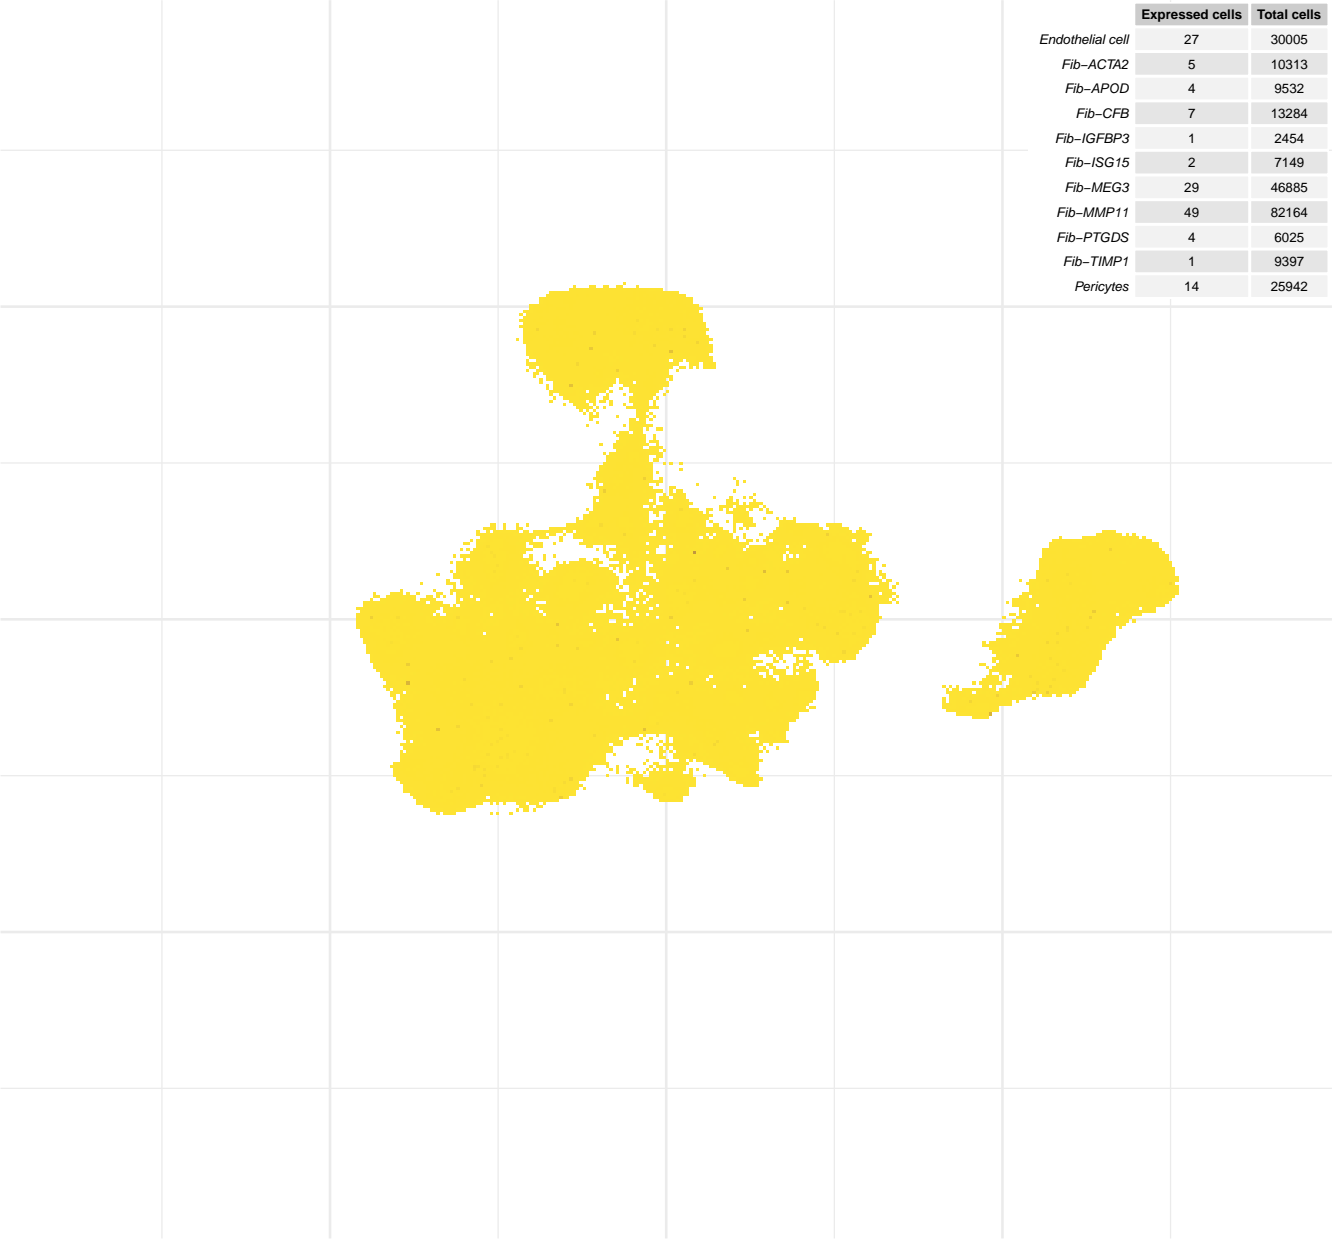 Expressed cells Total cells
Endothelial cell 27 30005
Fib−ACTA2 5 10313
Fib−APOD 4 9532
Fib−CFB 7 13284
Fib−IGFBP3 1 2454
Fib−ISG15 2 7149
Fib−MEG3 29 46885
Fib−MMP11 49 82164
Fib−PTGDS 4 6025
Fib−TIMP1 1 9397
Pericytes 14 25942